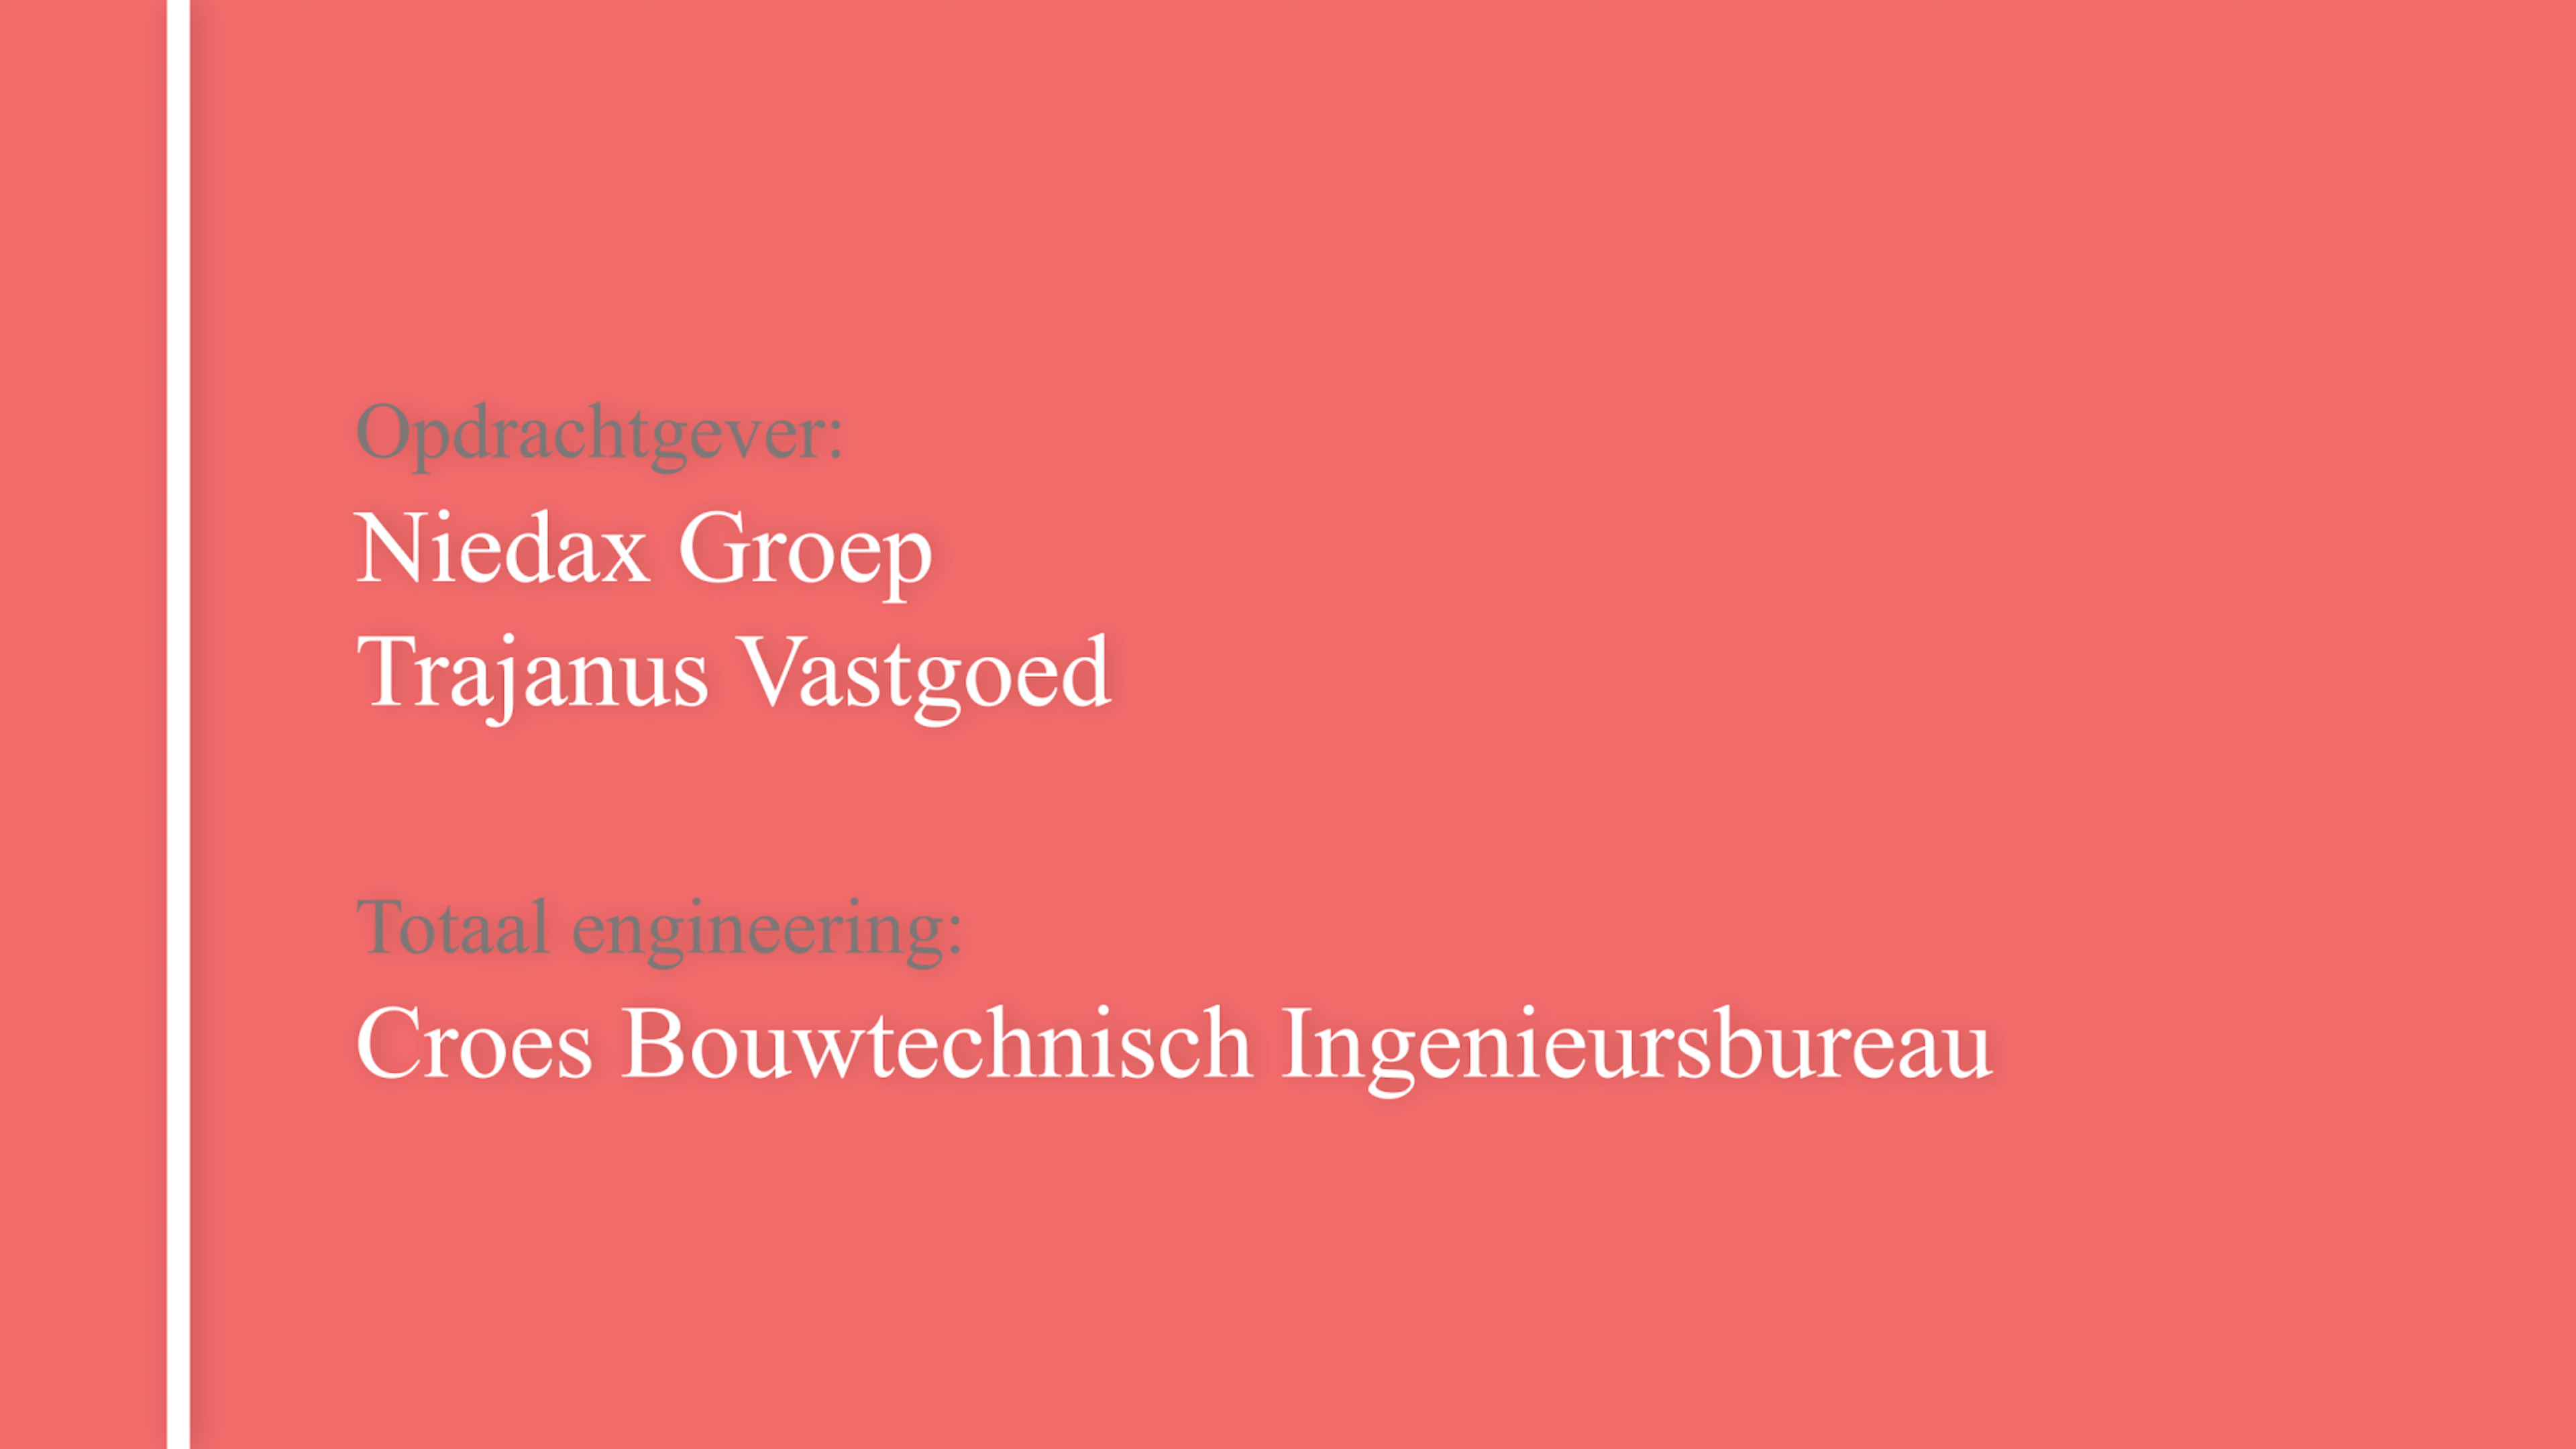 Opdrachtgever:
Niedax Groep
Trajanus Vastgoed
Totaal engineering:
Croes Bouwtechnisch Ingenieursbureau